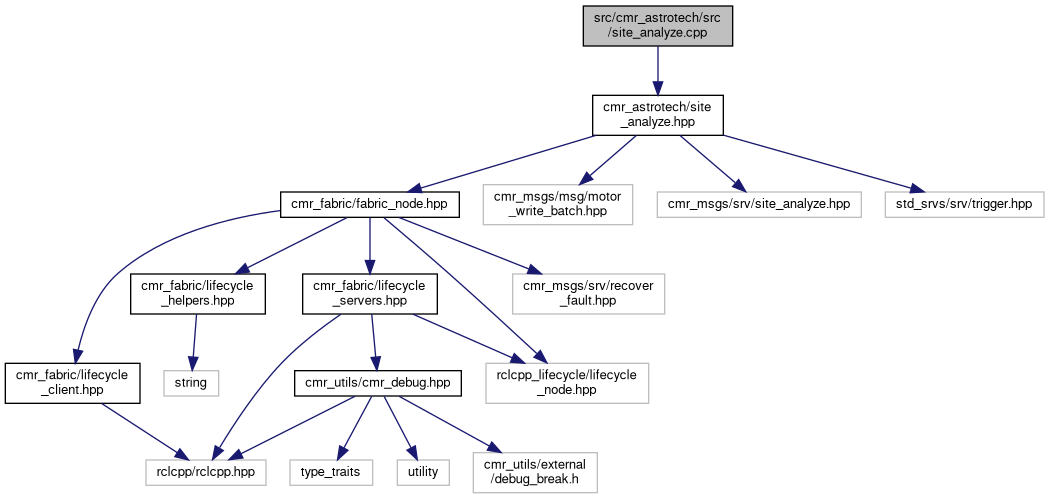 src/cmr_astrotech/src
/site_analyze.cpp
cmr_astrotech/site
_analyze.hpp
cmr_fabric/fabric_node.hpp
cmr_msgs/msg/motor
_write_batch.hpp
cmr_msgs/srv/site_analyze.hpp
std_srvs/srv/trigger.hpp
cmr_fabric/lifecycle
_helpers.hpp
cmr_fabric/lifecycle
_servers.hpp
cmr_msgs/srv/recover
_fault.hpp
cmr_fabric/lifecycle
_client.hpp
string
cmr_utils/cmr_debug.hpp
rclcpp_lifecycle/lifecycle
_node.hpp
rclcpp/rclcpp.hpp
type_traits
utility
cmr_utils/external
/debug_break.h